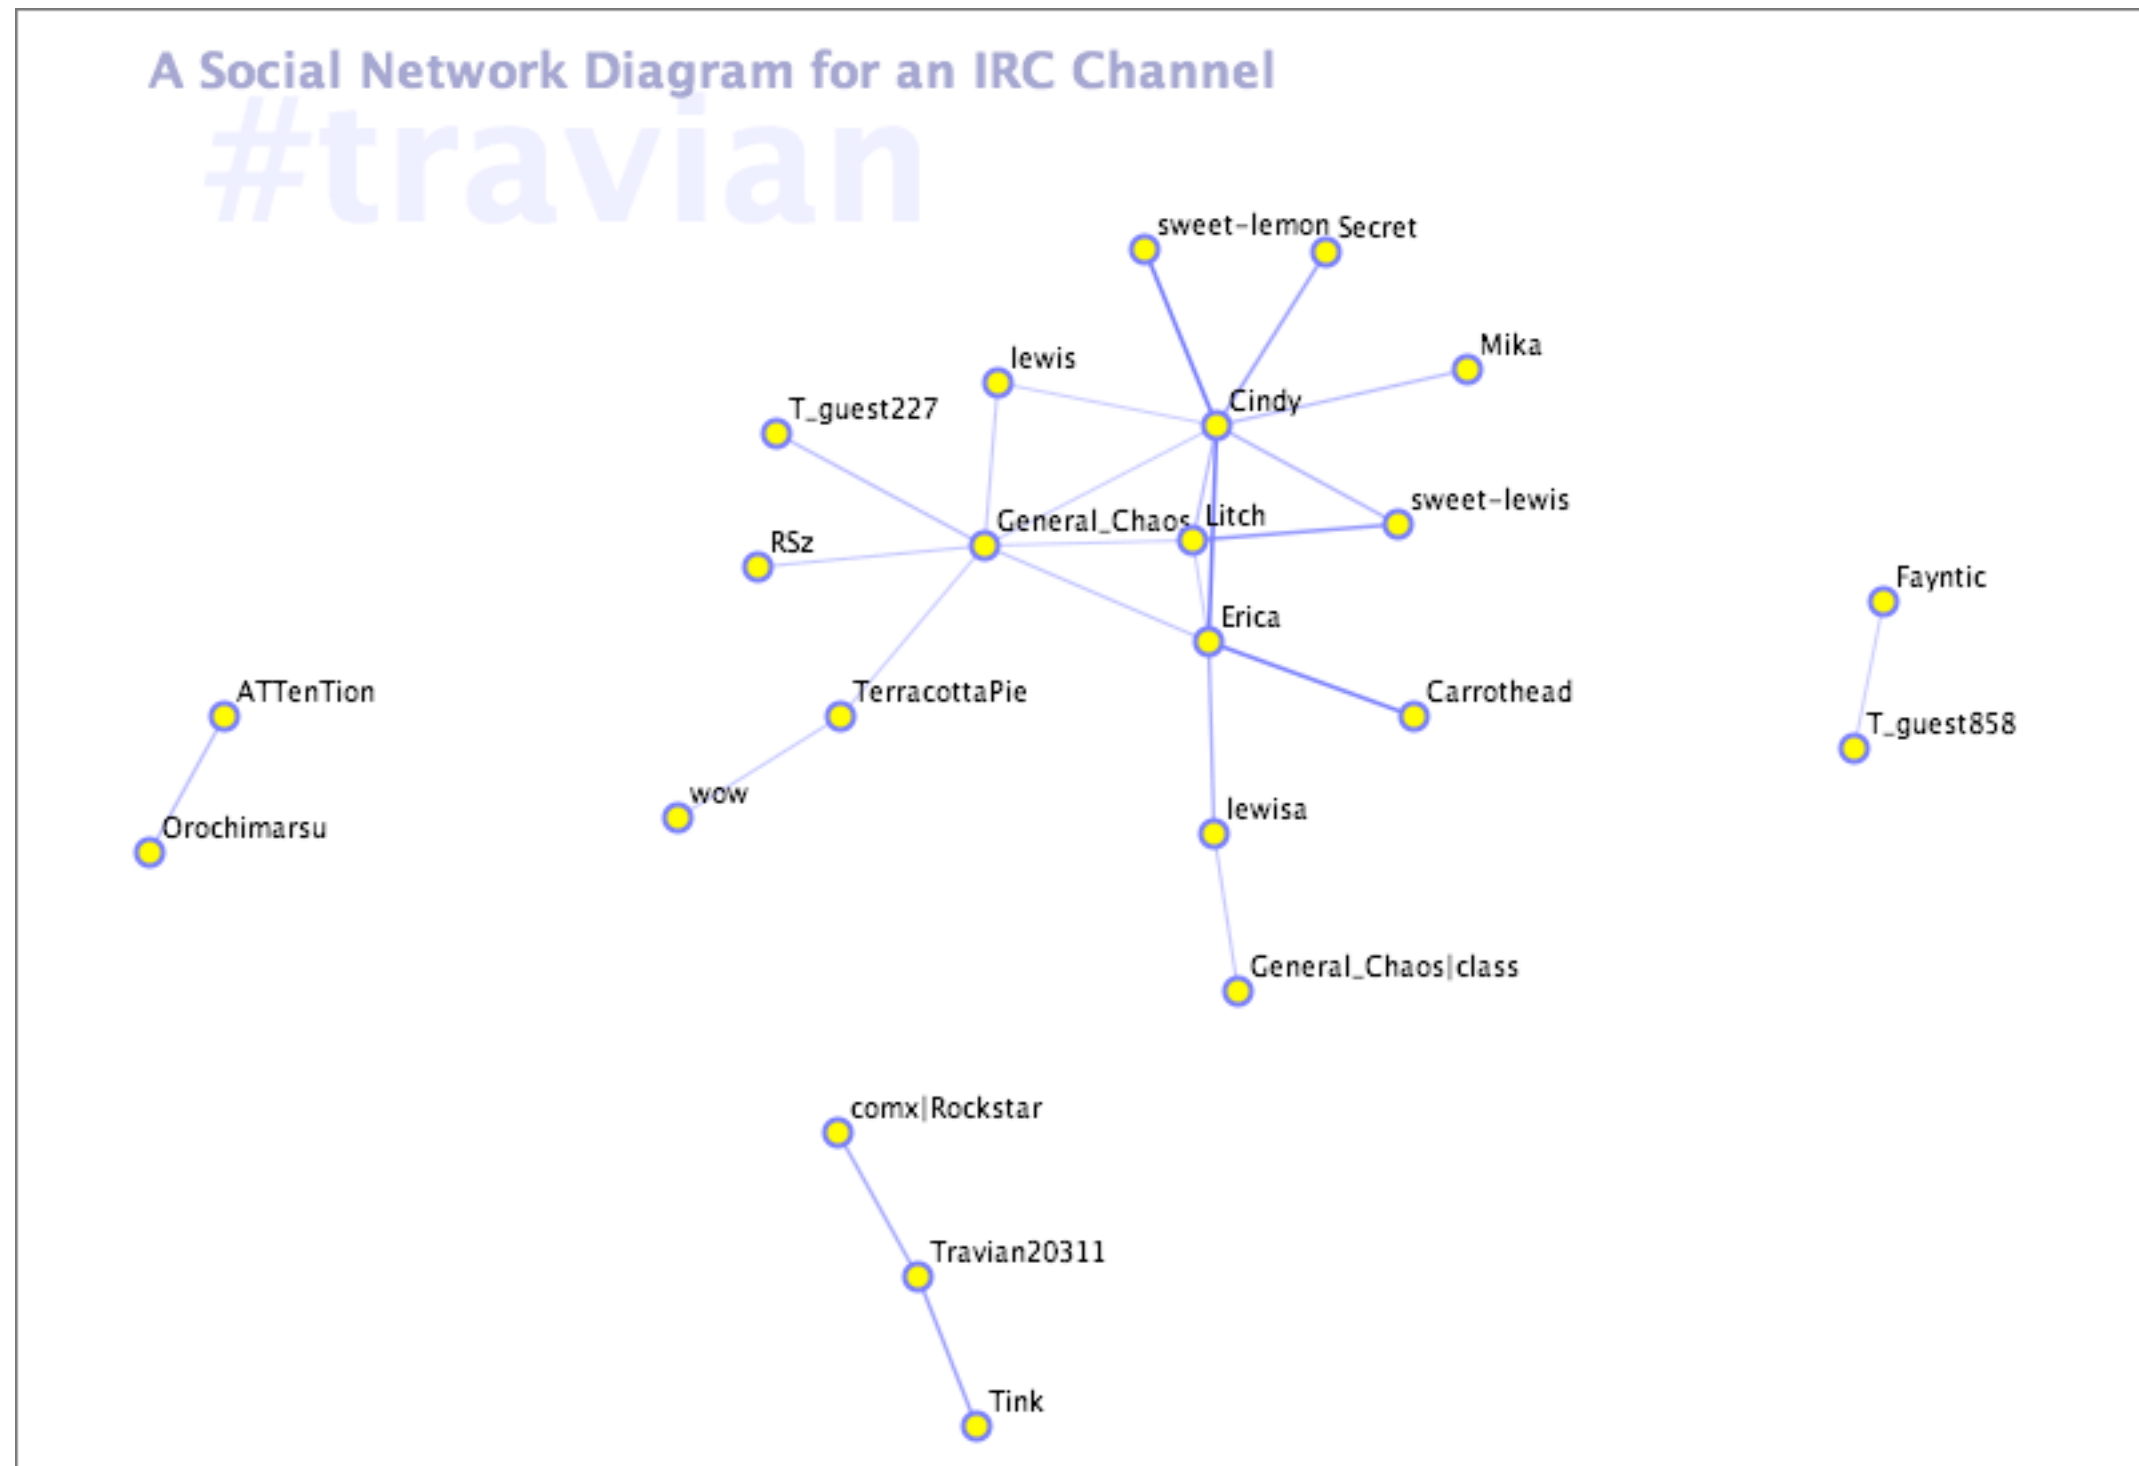 A Social Network Diagram for an IRC Channel
#travian
sweet-lemon
Secret
Mika
lewis
Cindy
T_guest227
sweet-lewis
General_Chaos
Litch
RSz
Fayntic
Erica
ATTenTion
TerracottaPie
Carrothead
T_guest858
wow
lewisa
Orochimarsu
General_Chaos|class
comx|Rockstar
Travian20311
Tink